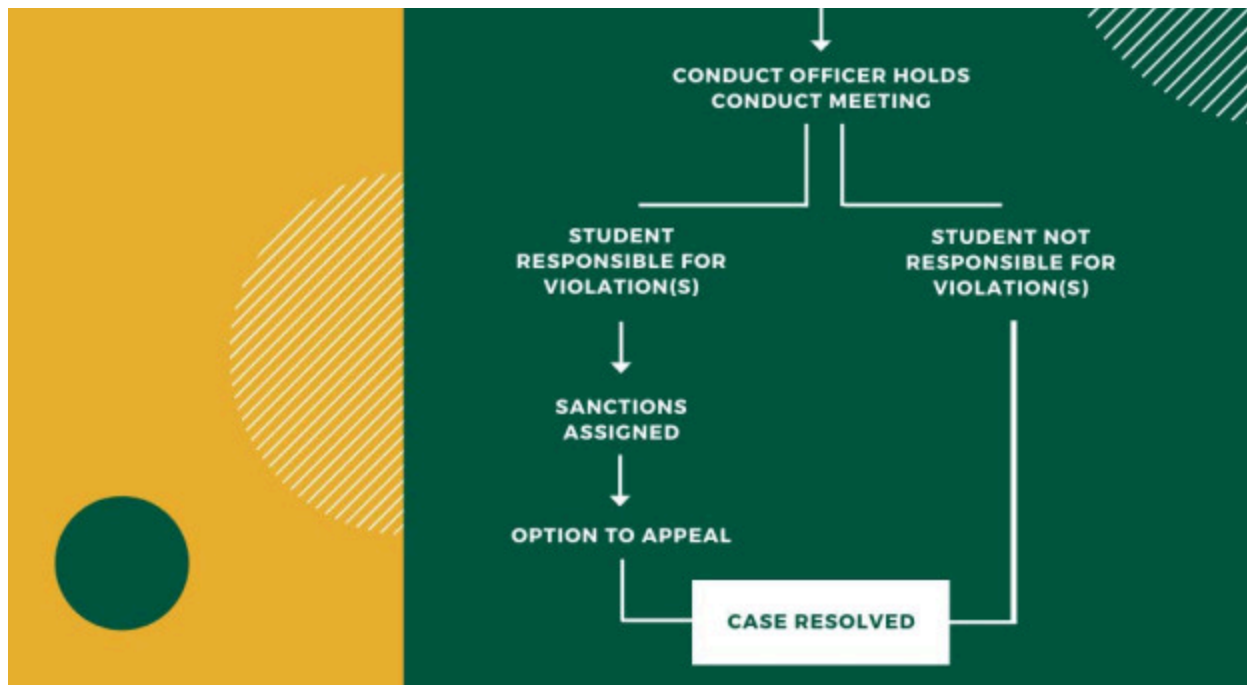 CONDUCT OFFICER HOLDS
CONDUCT MEETING
STUDENT
RESPONSIBLE FOR
VIOLATION(S)
STUDENT NOT
RESPONSIBLE FOR
VIOLATION(S)
SANCTIONS
ASSIGNED
OPTION TO APPEAL
CASE RESOLVED